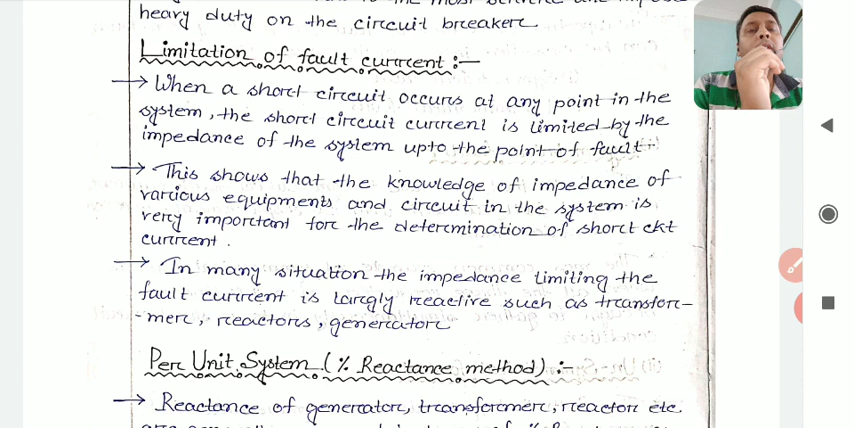 heavy duty on the circuit breaker
Limitation of fault current :-
→ When a short circuit occurs at any point in the
system, the short circuit current is limited by the
impedance of the system upto the point of fault.
→ This shows that the knowledge of impedance of
various equipments and circuit in the system is
very important for the determination of short ckt
current.
→ In many situation the impedance limiting the
fault current is largly reactive such as transfor-
-mer, reactors, generator
Per Unit System (% Reactance method) :-
→ Reactance of generator, transformer, reactor etc.